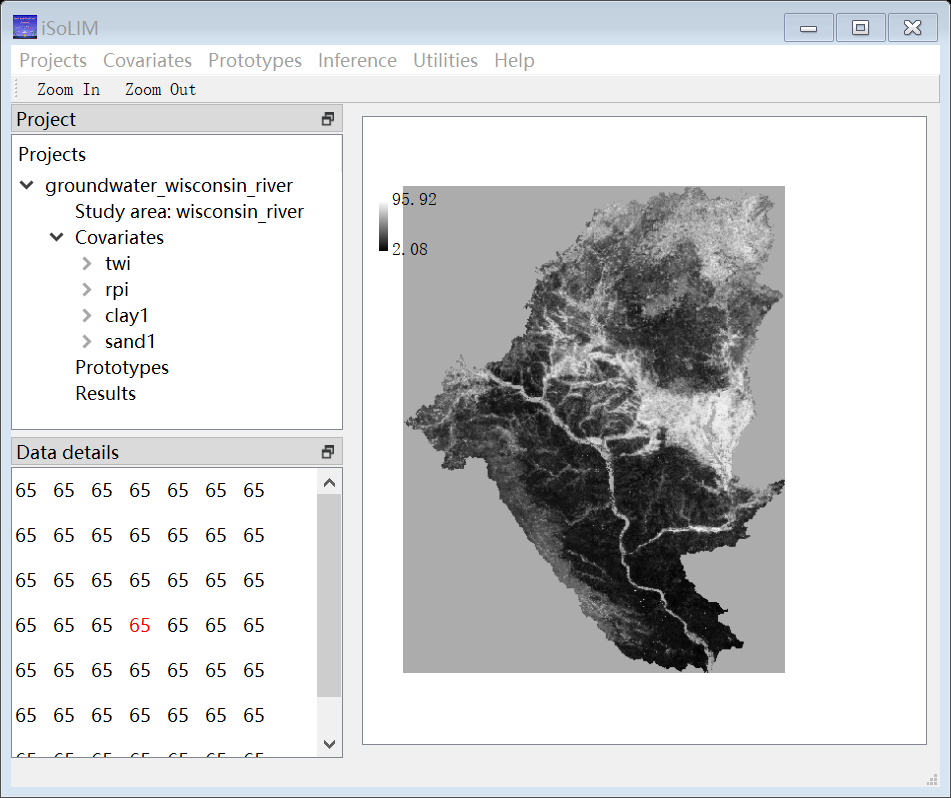 iSoLIM
Projects Covariates Prototypes Inference Utilities Help
Zoom In Zoom Out
Project
Projects
groundwater_wisconsin_river
Study area: wisconsin_river
Covariates
twi
rpi
clay1
sand1
Prototypes
Results
Data details
65 65 65 65 65 65 65
65 65 65 65 65 65 65
65 65 65 65 65 65 65
65 65 65 65 65 65 65
65 65 65 65 65 65 65
65 65 65 65 65 65 65
95.92
2.08